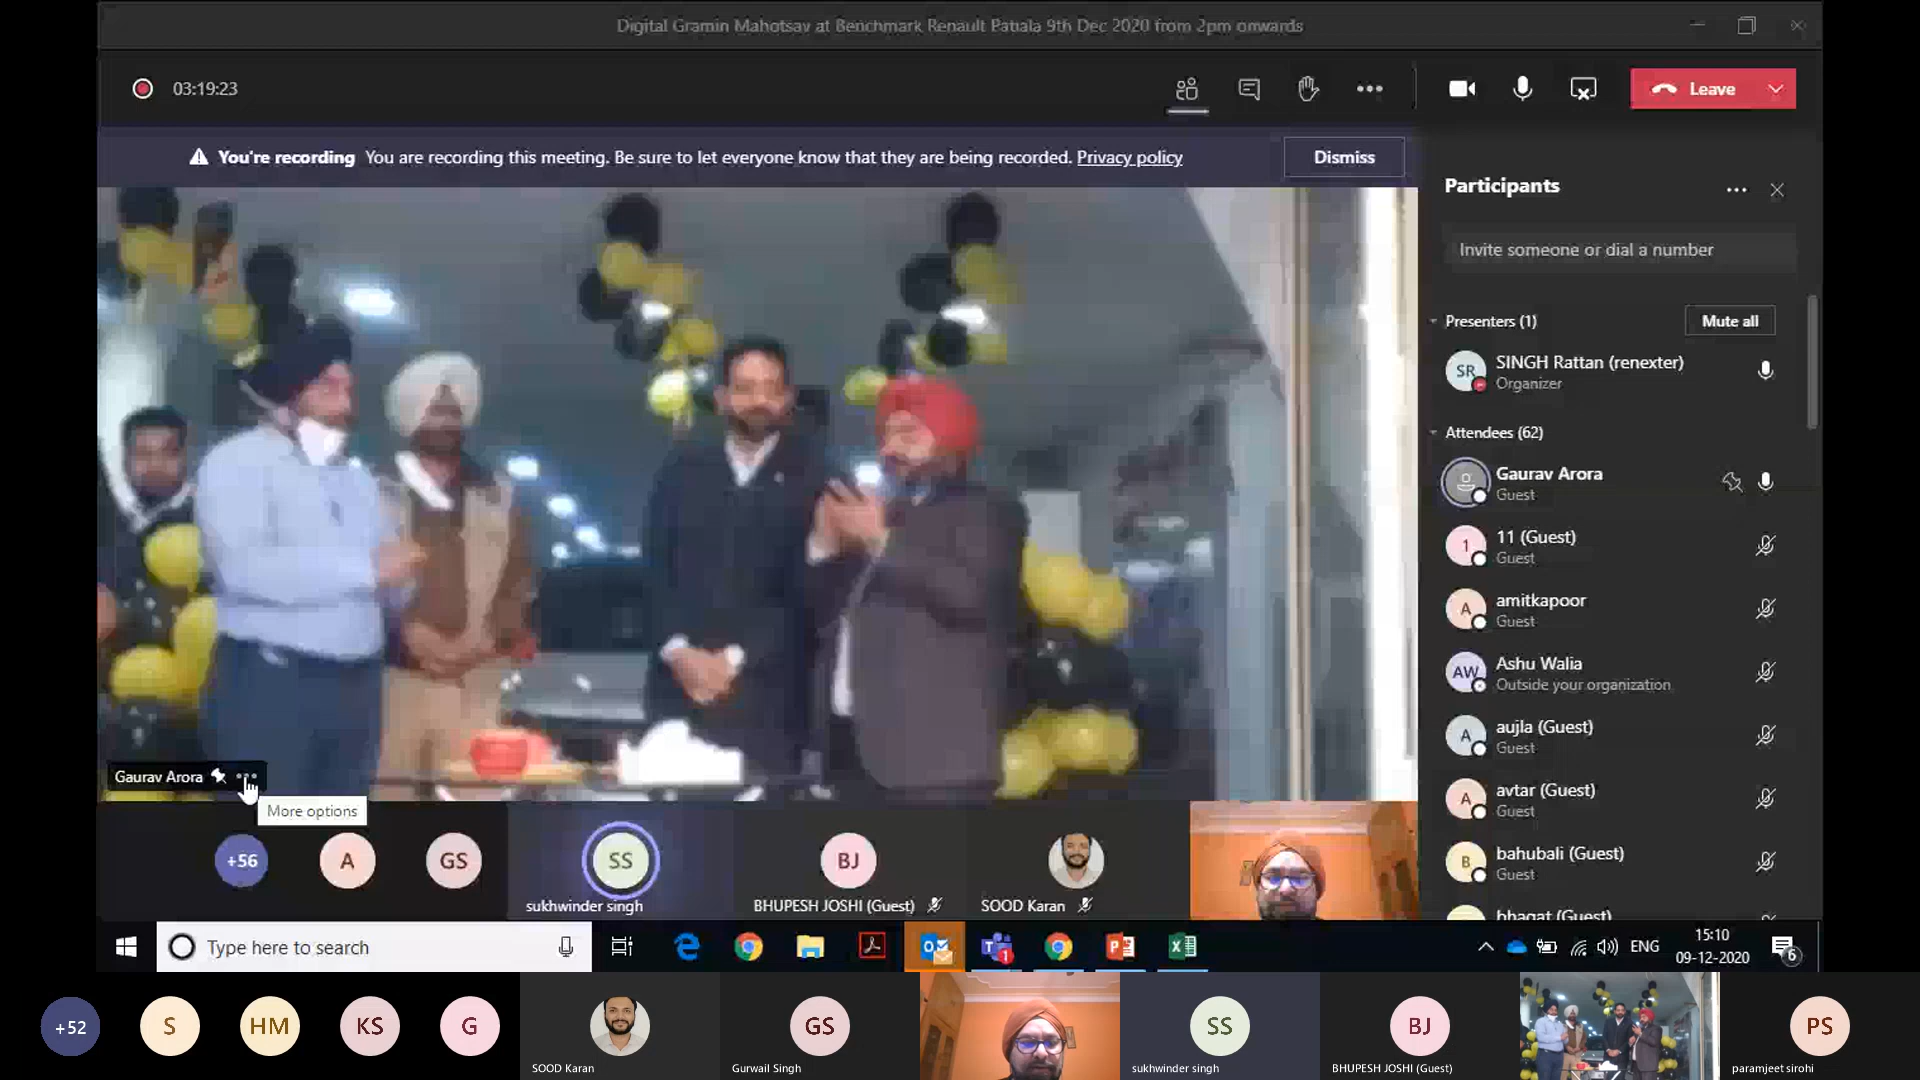 Digital Gramin Mahotsav at Benchmark Renault Patiala 9th Dec 2020 from 2pm onwards
03:19:23
Leave
You're recording You are recording this meeting. Be sure to let everyone know that they are being recorded. Privacy policy
Dismiss
Participants
Invite someone or dial a number
Presenters (1)
Mute all
SR
SINGH Rattan (renexter)
Organizer
Attendees (62)
Gaurav Arora
Guest
1
11 (Guest)
Guest
A
amitkapoor
Guest
AW
Ashu Walia
Outside your organization
A
aujla (Guest)
Guest
A
avtar (Guest)
Guest
B
bahubali (Guest)
Guest
bhagat (Guest)
Gaurav Arora
More options
+56
A
GS
SS
sukhwinder singh
BJ
BHUPESH JOSHI (Guest)
SOOD Karan
Type here to search
1
ENG
15:10
09-12-2020
6
+52
S
HM
KS
G
SOOD Karan
GS
Gurwail Singh
SS
sukhwinder singh
BJ
BHUPESH JOSHI (Guest)
PS
paramjeet sirohi